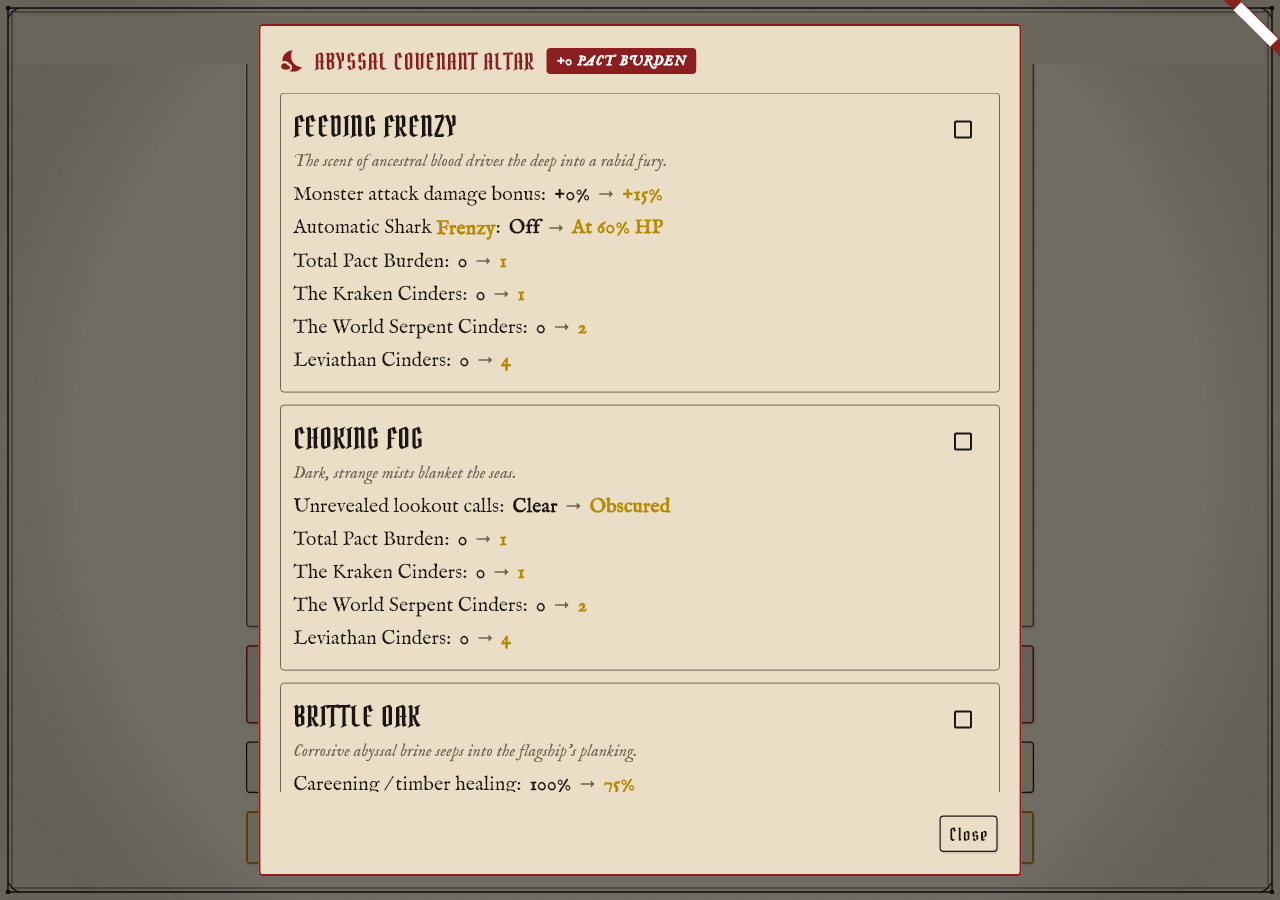 ABYSSAL COVENANT ALTAR +0 PACT BURDEN
FEEDING FRENZY
The scent of ancestral blood drives the deep into a rabid fury.
Monster attack damage bonus: +0% → +15%
Automatic Shark Frenzy: Off → At 60% HP
Total Pact Burden: 0 → 1
The Kraken Cinders: 0 → 1
The World Serpent Cinders: 0 → 2
Leviathan Cinders: 0 → 4
CHOKING FOG
Dark, strange mists blanket the seas.
Unrevealed lookout calls: Clear → Obscured
Total Pact Burden: 0 → 1
The Kraken Cinders: 0 → 1
The World Serpent Cinders: 0 → 2
Leviathan Cinders: 0 → 4
BRITTLE OAK
Corrosive abyssal brine seeps into the flagship's planking.
Careening / timber healing: 100% → 75%
Close